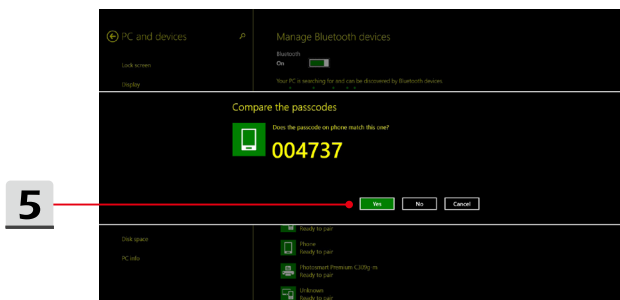 PC and devices
Manage Bluetooth devices
Bluetooth
On
Lock screen
Your PC is searching for and can be discovered by Bluetooth devices.
Display
Compare the passcodes
Does the passcode on phone match this one?
004737
5
Yes No Cancel
Ready to pair
Disk space
Phone
Ready to pair
PC info
Photosmart Premium C309g-m
Ready to pair
Unknown
Ready to pair